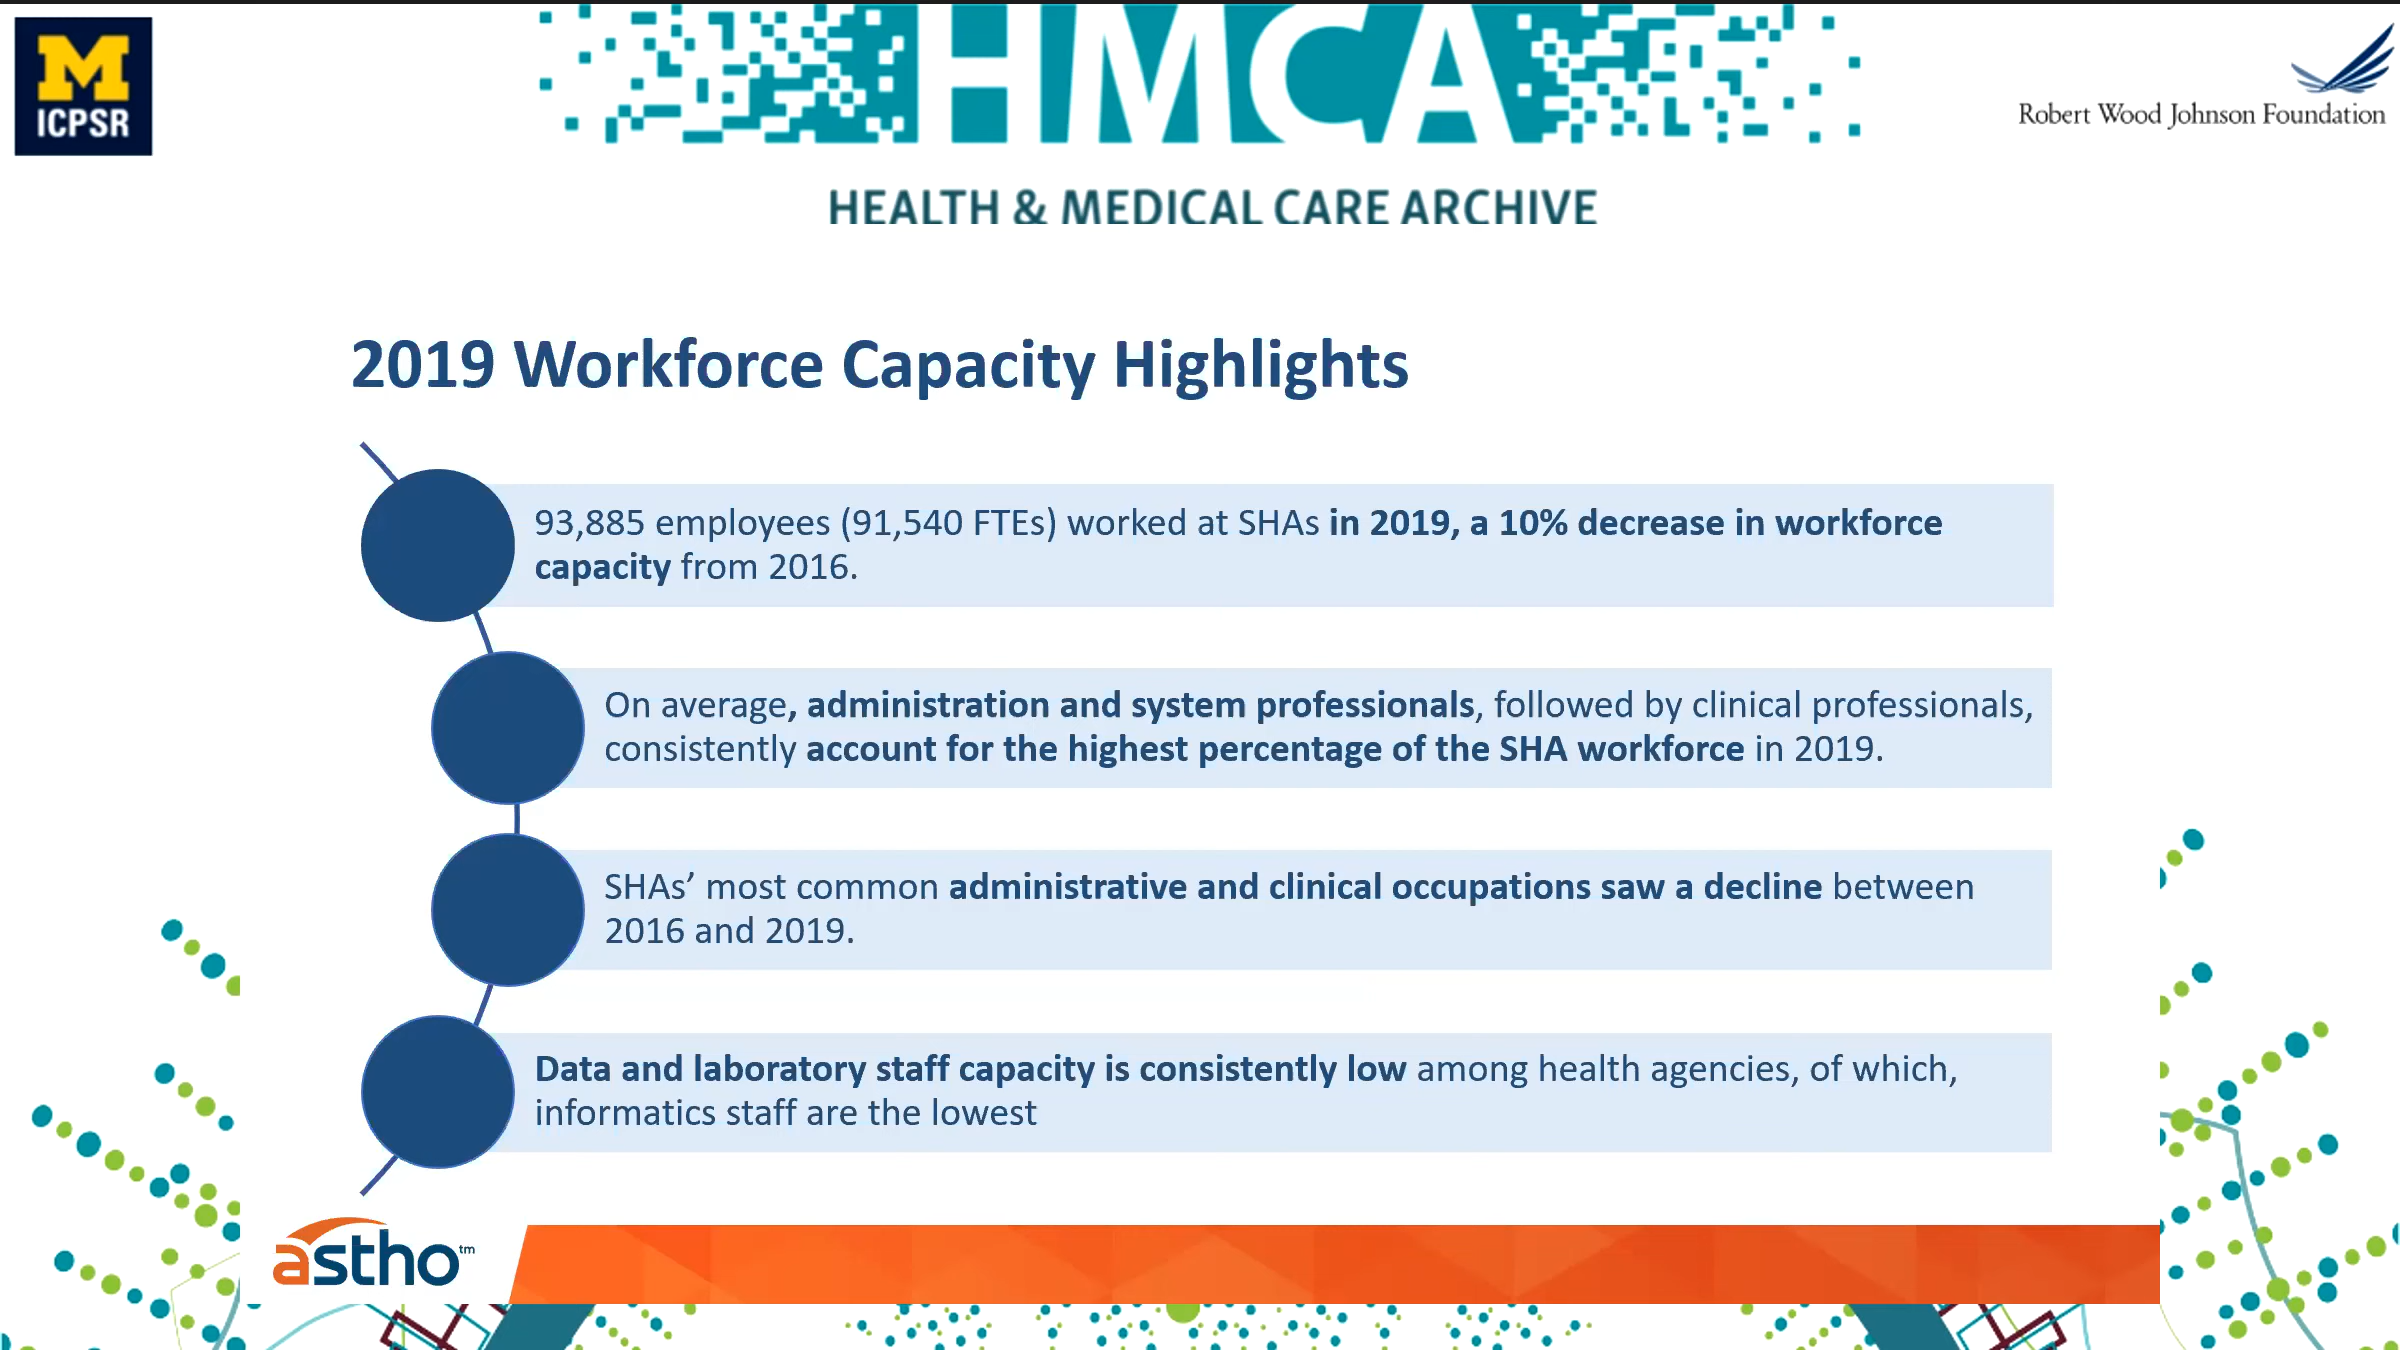 M
ICPSR
HMCA
HEALTH & MEDICAL CARE ARCHIVE
Robert Wood Johnson Foundation
2019 Workforce Capacity Highlights
93,885 employees (91,540 FTEs) worked at SHAs in 2019, a 10% decrease in workforce
capacity from 2016.
On average, administration and system professionals, followed by clinical professionals,
consistently account for the highest percentage of the SHA workforce in 2019.
SHAs’ most common administrative and clinical occupations saw a decline between
2016 and 2019.
Data and laboratory staff capacity is consistently low among health agencies, of which,
informatics staff are the lowest
astho™